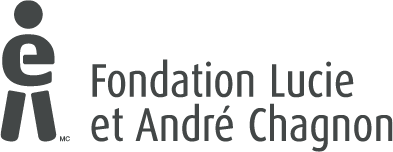 é
MC
Fondation Lucie
et André Chagnon